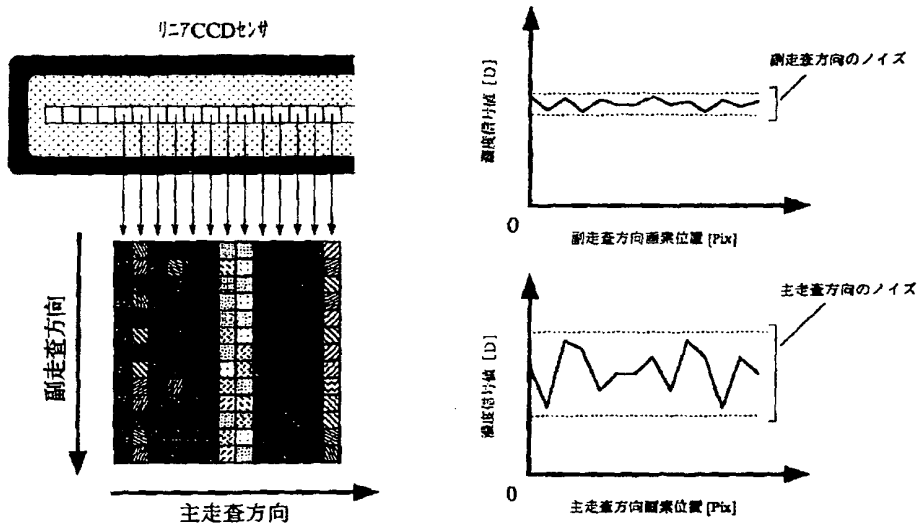 リニアCCDセンサ
副走査方向
主走査方向
濃度信号値 [D]
副走査方向のノイズ
0
副走査方向画素位置 [Pix]
濃度信号値 [D]
主走査方向のノイズ
0
主走査方向画素位置 [Pix]